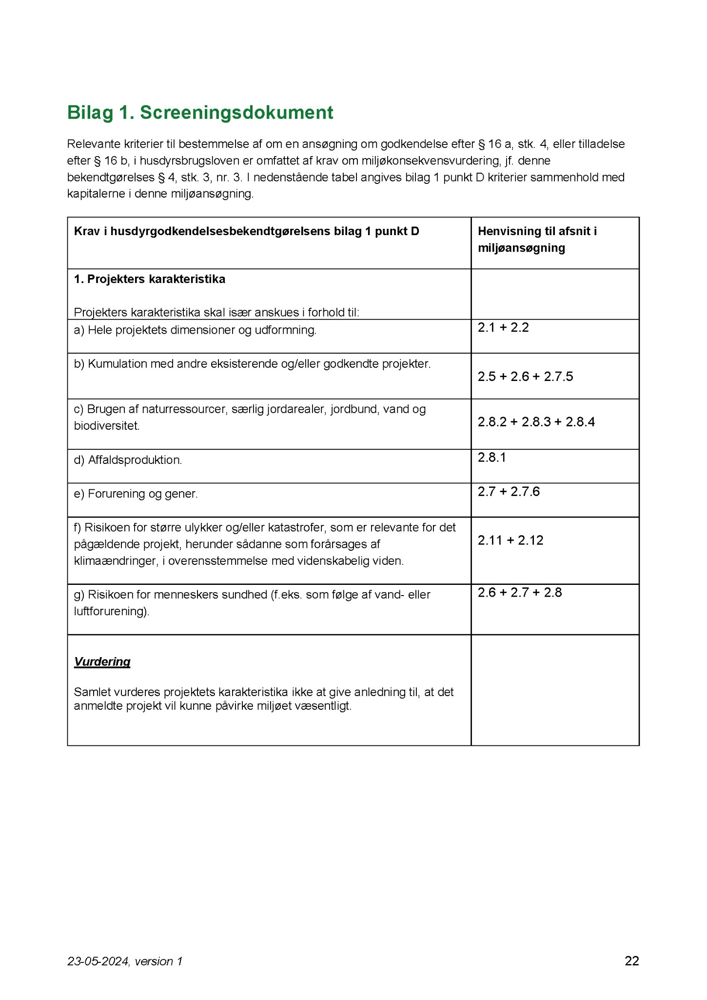 Bilag 1. Screeningsdokument
Relevante kriterier til bestemmelse af om en ansøgning om godkendelse efter § 16 a, stk. 4, eller tilladelse
efter § 16 b, i husdyrsbrugsloven er omfattet af krav om miljøkonsekvensvurdering, jf. denne
bekendtgørelses § 4, stk. 3, nr. 3. I nedenstående tabel angives bilag 1 punkt D kriterier sammenhold med
kapitalerne i denne miljøansøgning.
Krav i husdyrgodkendelsesbekendtgørelsens bilag 1 punkt D
Henvisning til afsnit i
miljøansøgning
1. Projekters karakteristika
Projekters karakteristika skal især anskues i forhold til:
a) Hele projektets dimensioner og udformning.
2.1 + 2.2
b) Kumulation med andre eksisterende og/eller godkendte projekter.
2.5 + 2.6 + 2.7.5
c) Brugen af naturressourcer, særlig jordarealer, jordbund, vand og
biodiversitet.
2.8.2 + 2.8.3 + 2.8.4
d) Affaldsproduktion.
2.8.1
e) Forurening og gener.
2.7 + 2.7.6
f) Risikoen for større ulykker og/eller katastrofer, som er relevante for det
pågældende projekt, herunder sådanne som forårsages af
klimaændringer, i overensstemmelse med videnskabelig viden.
2.11 + 2.12
g) Risikoen for menneskers sundhed (f.eks. som følge af vand- eller
luftforurening).
2.6 + 2.7 + 2.8
Vurdering
Samlet vurderes projektets karakteristika ikke at give anledning til, at det
anmeldte projekt vil kunne påvirke miljøet væsentligt.
23-05-2024, version 1
22